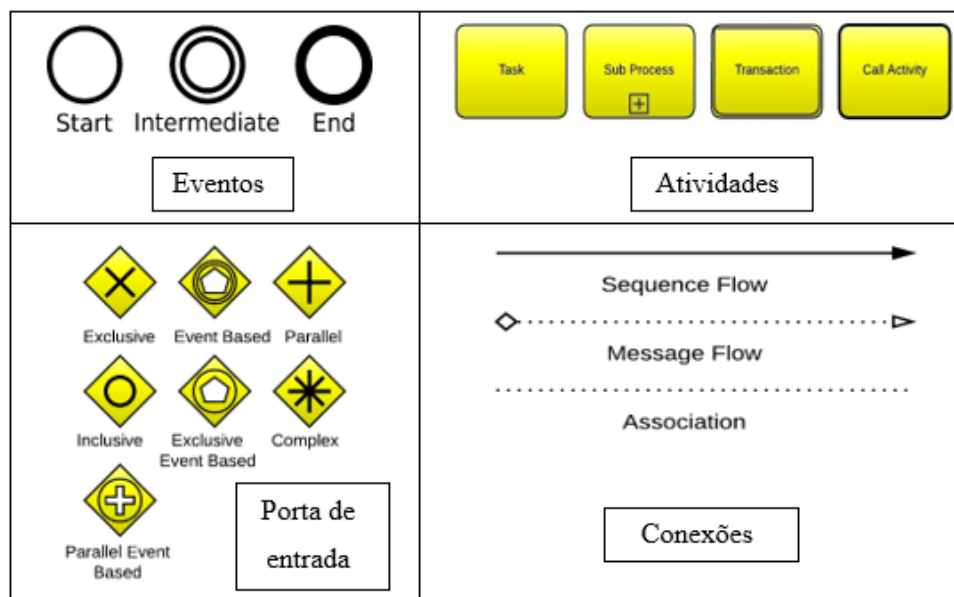 Start Intermediate End
Eventos
Task Sub Process Transaction Call Activity
Atividades
Exclusive Event Based Parallel
Inclusive Exclusive Complex
Event Based
Parallel Event
Based
Porta de
entrada
Sequence Flow
Message Flow
Association
Conexões